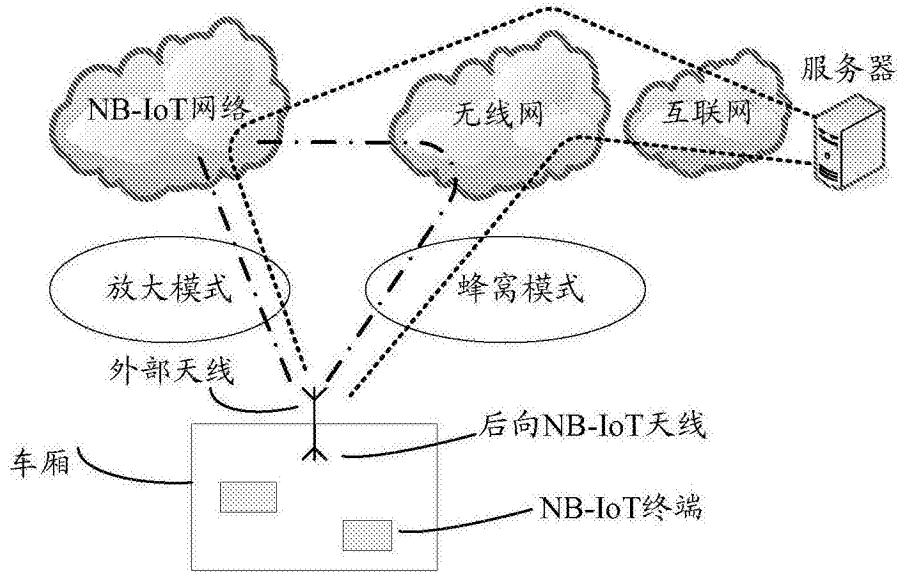 NB-IoT网络
无线网
互联网
服务器
放大模式
蜂窝模式
外部天线
后向NB-IoT天线
车厢
NB-IoT终端